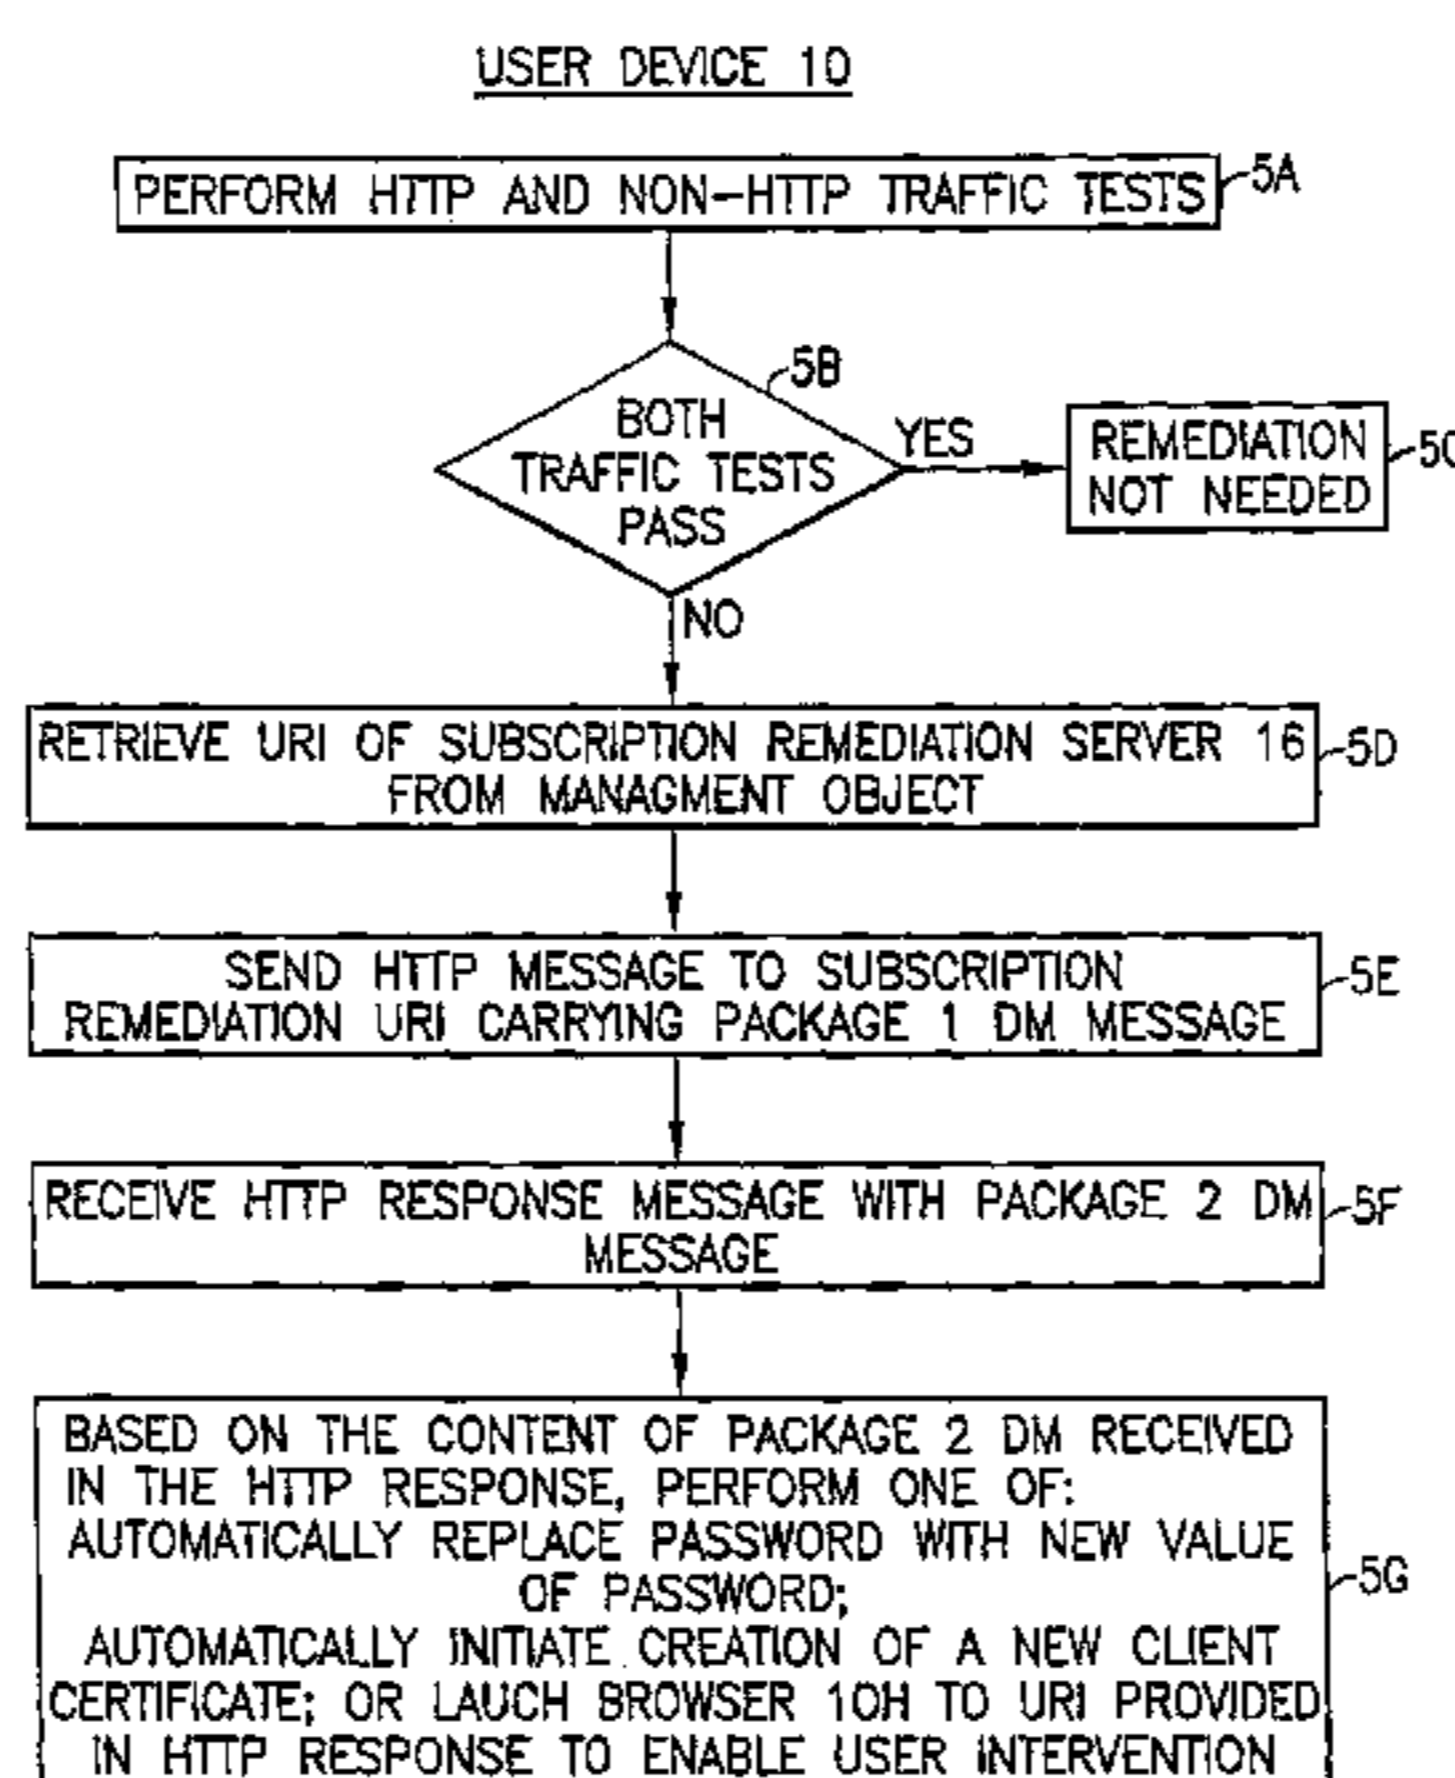 USER DEVICE 10
PERFORM HTTP AND NON-HTTP TRAFFIC TESTS
5A
5B
BOTH
TRAFFIC TESTS
PASS
YES
REMEDIATION
NOT NEEDED
5C
NO
RETRIEVE URI OF SUBSCRIPTION REMEDIATION SERVER 16
FROM MANAGMENT OBJECT
5D
SEND HTTP MESSAGE TO SUBSCRIPTION
REMEDIATION URI CARRYING PACKAGE 1 DM MESSAGE
5E
RECEIVE HTTP RESPONSE MESSAGE WITH PACKAGE 2 DM
MESSAGE
5F
BASED ON THE CONTENT OF PACKAGE 2 DM RECEIVED
IN THE HTTP RESPONSE, PERFORM ONE OF:
AUTOMATICALLY REPLACE PASSWORD WITH NEW VALUE
OF PASSWORD;
AUTOMATICALLY INITIATE CREATION OF A NEW CLIENT
CERTIFICATE; OR LAUCH BROWSER 10H TO URI PROVIDED
IN HTTP RESPONSE TO ENABLE USER INTERVENTION
5G